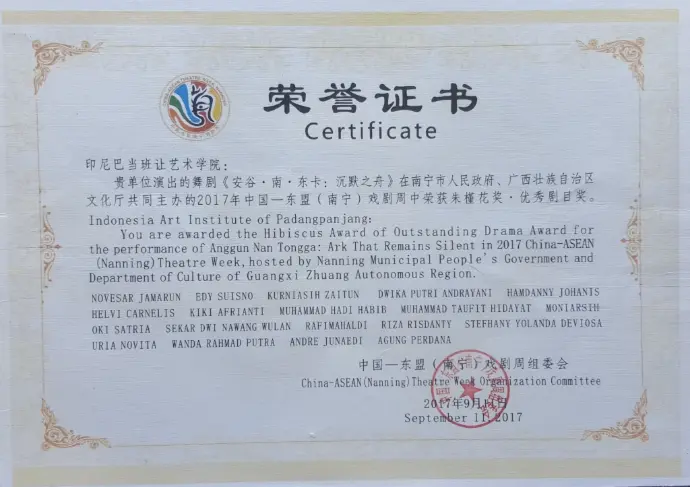 荣誉证书
Certificate
印尼巴当班让艺术学院：
贵单位演出的舞剧《安谷·南·东卡：沉默之舟》在南宁市人民政府、广西壮族自治区
文化厅共同主办的2017年中国—东盟（南宁）戏剧周中荣获朱槿花奖·优秀剧目奖。
Indonesia Art Institute of Padangpanjang:
You are awarded the Hibiscus Award of Outstanding Drama Award for
the performance of Anggun Nan Tongga: Ark That Remains Silent in 2017 China-ASEAN
(Nanning)Theatre Week, hosted by Nanning Municipal People's Government and
Department of Culture of Guangxi Zhuang Autonomous Region.
NOVESAR JAMARUN EDY SUISNO KURNIASIH ZAITUN DWIKA PUTRI ANDRAYANI HAMDANNY JOHANIS
HELVI CARNELIS KIKI AFRIANTI MUHAMMAD HADI HABIB MUHAMMAD TAUFIT HIDAYAT MONIARSIH
OKI SATRIA SEKAR DWI NAWANG WULAN RAFIMAHALDI RIZA RISDANTY STEFHANY YOLANDA DEVIOSA
URIA NOVITA WANDA RAHMAD PUTRA ANDRE JUNAEDI AGUNG PERDANA
中国—东盟（南宁）戏剧周组委会
China-ASEAN(Nanning)Theatre Week Organization Committee
2017年9月11日
September 11, 2017